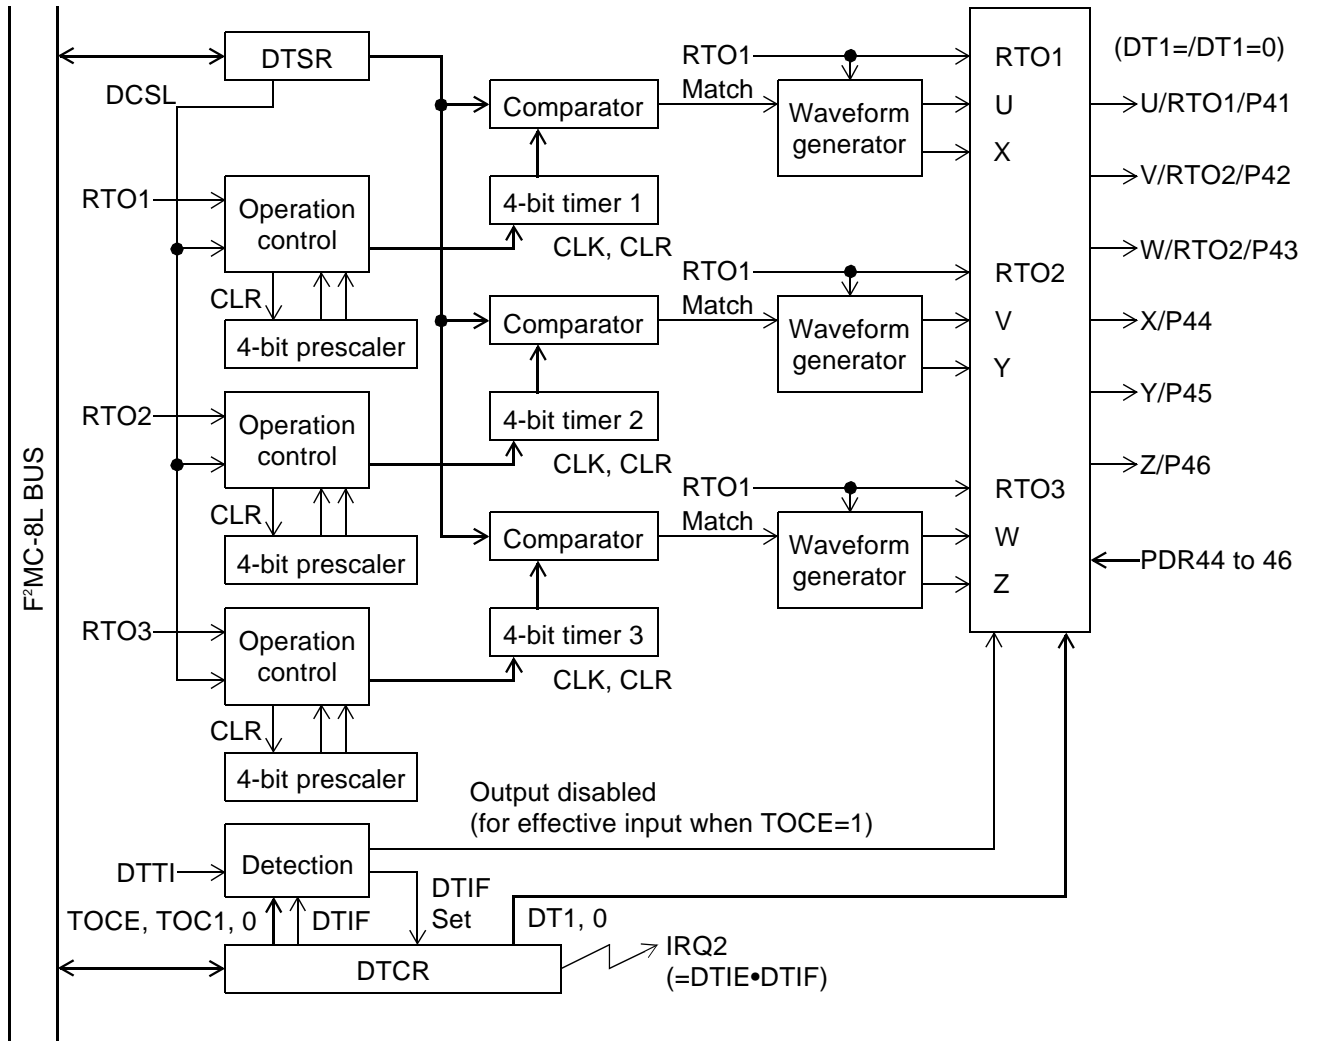 F²MC-8L BUS
DTSR
DCSL
RTO1
Operation
control
CLR
4-bit prescaler
RTO2
Operation
control
CLR
4-bit prescaler
RTO3
Operation
control
CLR
4-bit prescaler
Comparator
4-bit timer 1
CLK, CLR
Comparator
4-bit timer 2
CLK, CLR
Comparator
4-bit timer 3
CLK, CLR
RTO1
Match
Waveform
generator
RTO1
Match
Waveform
generator
RTO1
Match
Waveform
generator
RTO1
U
X
RTO2
V
Y
RTO3
W
Z
(DT1=/DT1=0)
U/RTO1/P41
V/RTO2/P42
W/RTO2/P43
X/P44
Y/P45
Z/P46
PDR44 to 46
Output disabled
(for effective input when TOCE=1)
DTTI
Detection
TOCE, TOC1, 0
DTIF
DTIF
Set
DT1, 0
DTCR
IRQ2
(=DTIE•DTIF)